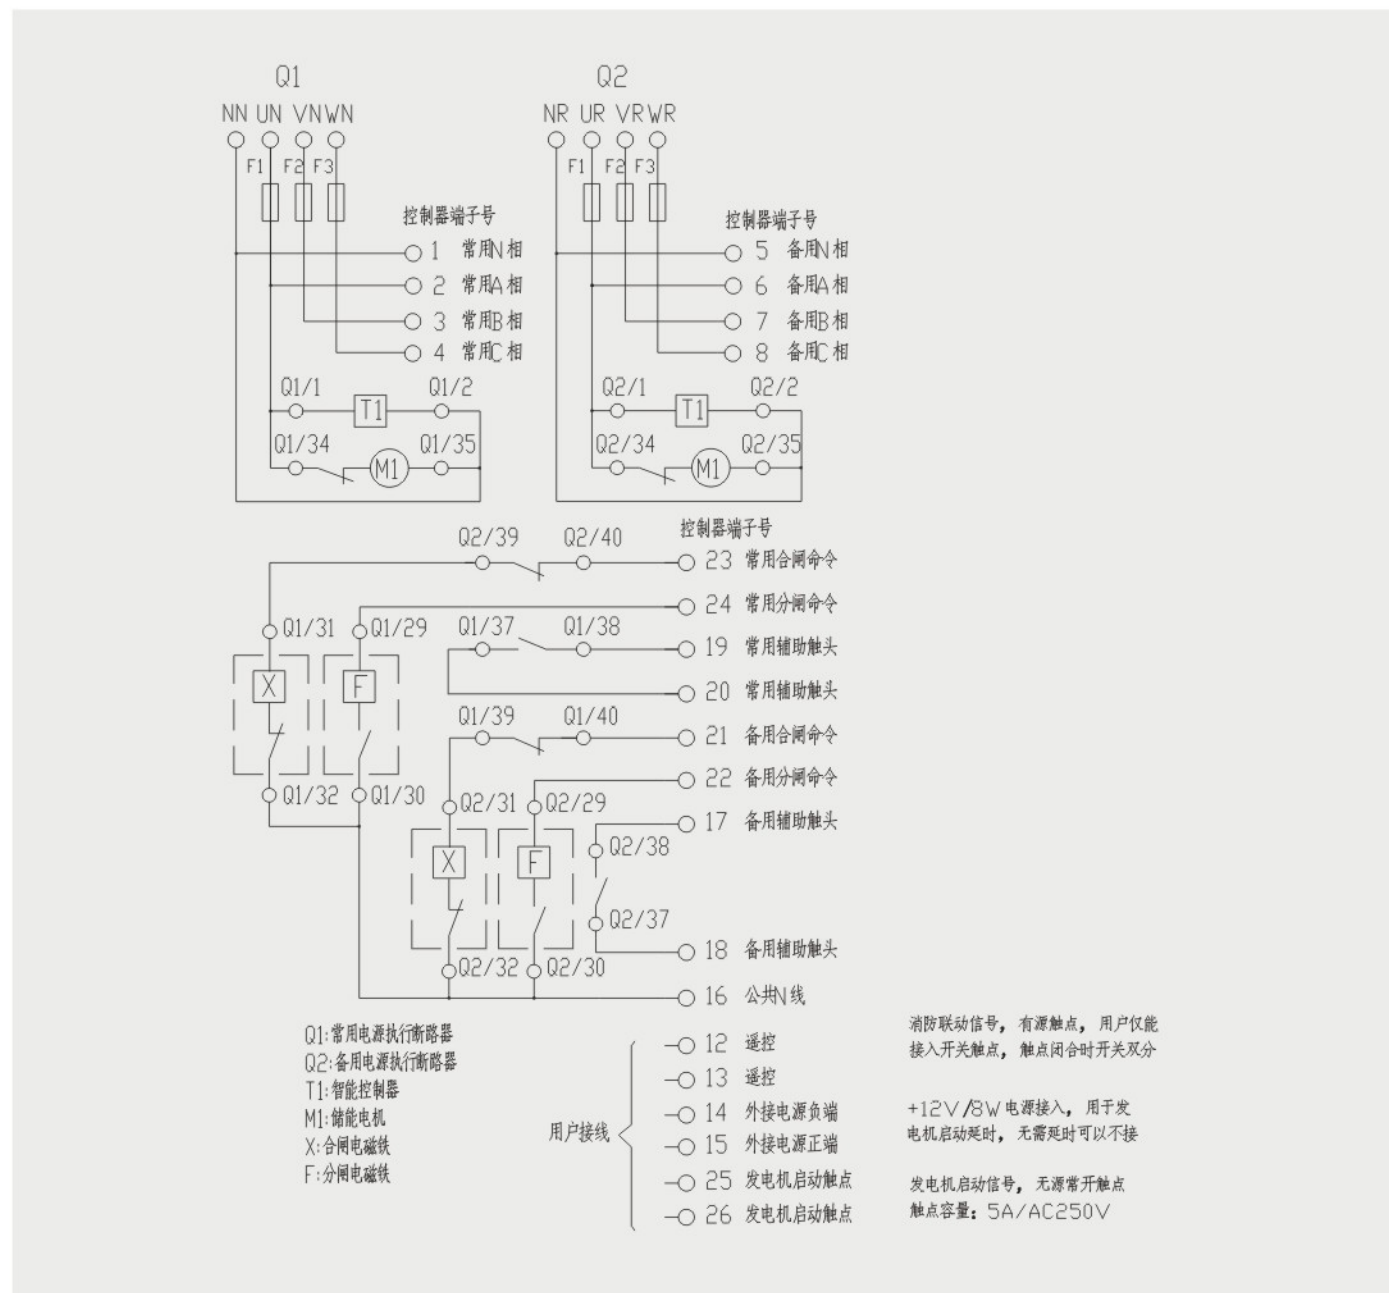 Q1
Q2
NN UN VN WN
NR UR VR WR
F1 F2 F3
F1 F2 F3
控制器端子号
控制器端子号
1 常用N相
5 备用N相
2 常用A相
6 备用A相
3 常用B相
7 备用B相
4 常用C相
8 备用C相
Q1/1 Q1/2
Q2/1 Q2/2
T1
T1
Q1/34 Q1/35
Q2/34 Q2/35
M1
M1
控制器端子号
Q2/39 Q2/40
23 常用合闸命令
24 常用分闸命令
Q1/31 Q1/29 Q1/37 Q1/38
19 常用辅助触头
X F
20 常用辅助触头
Q1/39 Q1/40
21 备用合闸命令
22 备用分闸命令
Q1/32 Q1/30 Q2/31 Q2/29
17 备用辅助触头
Q2/38
X F
Q2/37
18 备用辅助触头
Q2/32 Q2/30
16 公共N线
Q1:常用电源执行断路器
Q2:备用电源执行断路器
T1:智能控制器
M1:储能电机
X:合闸电磁铁
F:分闸电磁铁
用户接线
12 遥控
13 遥控
14 外接电源负端
15 外接电源正端
25 发电机启动触点
26 发电机启动触点
消防联动信号，有源触点，用户仅能
接入开关触点，触点闭合时开关双分
+12V/8W电源接入，用于发
电机启动延时，无需延时可以不接
发电机启动信号，无源常开触点
触点容量：5A/AC250V